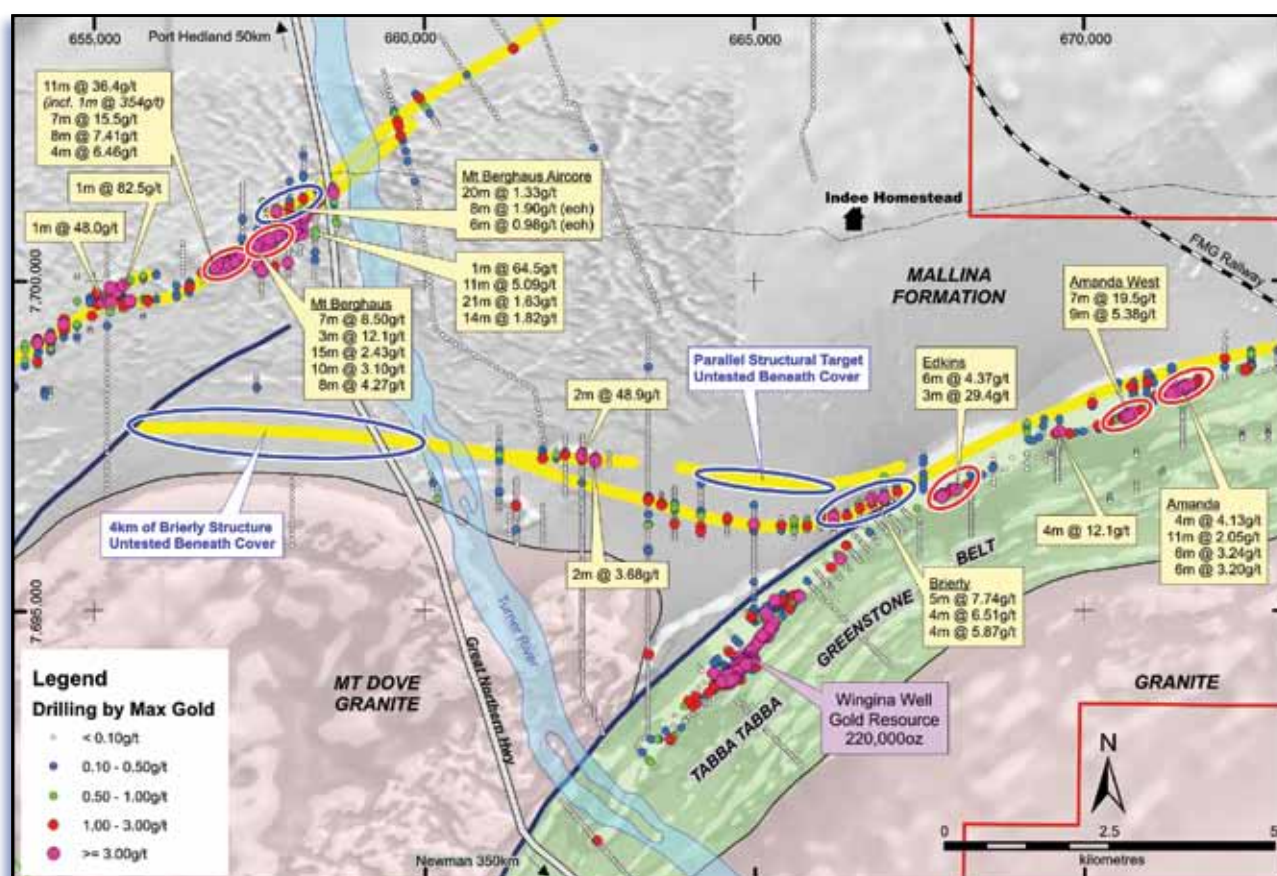 655,000
660,000
665,000
670,000
Port Hedland 50km
11m @ 36.4g/t
(incl. 1m @ 354g/t)
7m @ 15.5g/t
8m @ 7.41g/t
4m @ 6.46g/t
1m @ 82.5g/t
1m @ 48.0g/t
Mt Berghaus Aircore
20m @ 1.33g/t
8m @ 1.90g/t (eoh)
6m @ 0.98g/t (eoh)
1m @ 64.5g/t
11m @ 5.09g/t
21m @ 1.63g/t
14m @ 1.82g/t
Mt Berghaus
7m @ 8.50g/t
3m @ 12.1g/t
15m @ 2.43g/t
10m @ 3.10g/t
8m @ 4.27g/t
Indee Homestead
FMG Railway
MALLINA
FORMATION
7,700,000
Amanda West
7m @ 19.5g/t
9m @ 5.38g/t
Parallel Structural Target
Untested Beneath Cover
Edkins
6m @ 4.37g/t
3m @ 29.4g/t
2m @ 48.9g/t
4km of Brierly Structure
Untested Beneath Cover
2m @ 3.68g/t
4m @ 12.1g/t
Amanda
4m @ 4.13g/t
11m @ 2.05g/t
6m @ 3.24g/t
6m @ 3.20g/t
Brierly
5m @ 7.74g/t
4m @ 6.51g/t
4m @ 5.87g/t
7,695,000
Turner River
Great Northern Hwy
TABBA TABBA GREENSTONE BELT
MT DOVE
GRANITE
GRANITE
Wingina Well
Gold Resource
220,000oz
Legend
Drilling by Max Gold
< 0.10g/t
0.10 - 0.50g/t
0.50 - 1.00g/t
1.00 - 3.00g/t
>= 3.00g/t
Newman 350km
N
0 2.5 5
kilometres